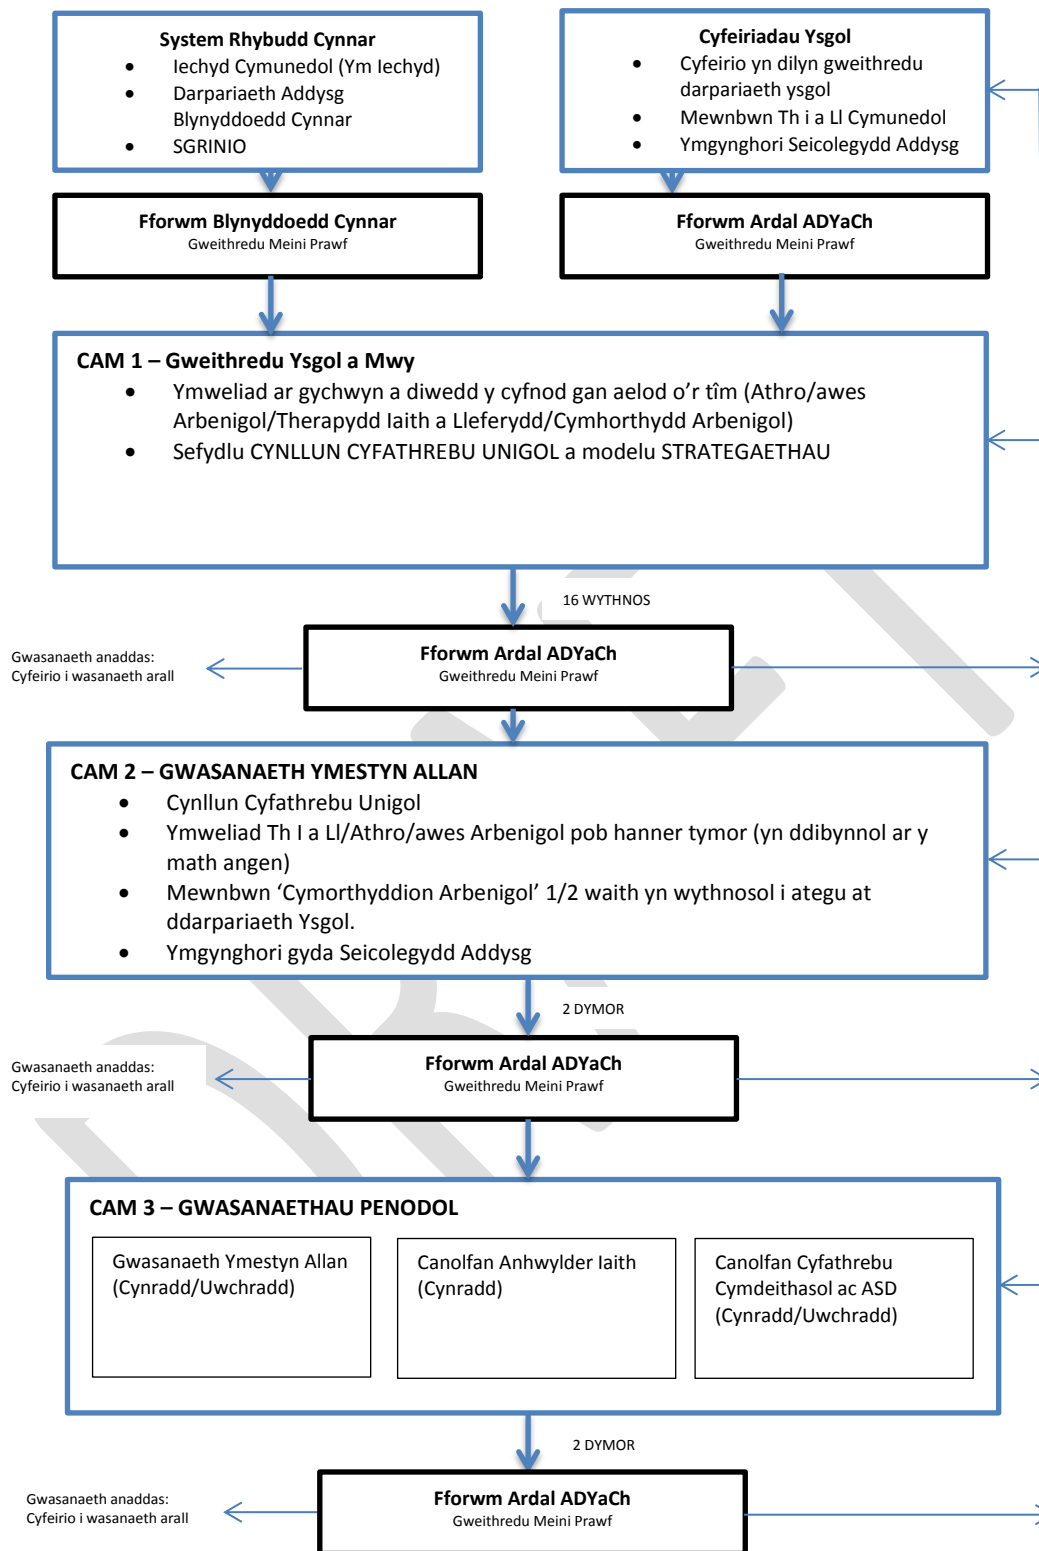 System Rhybudd Cynnar
• Iechyd Cymunedol (Ym Iechyd)
• Darpariaeth Addysg
Blynyddoedd Cynnar
• SGRINIO
Cyfeiriadau Ysgol
• Cyfeirio yn dilyn gweithredu
darpariaeth ysgol
• Mewnbwn Th i a Ll Cymunedol
• Ymgynghori Seicolegydd Addysg
Fforwm Blynyddoedd Cynnar
Gweithredu Meini Prawf
Fforwm Ardal ADYaCh
Gweithredu Meini Prawf
CAM 1 – Gweithredu Ysgol a Mwy
• Ymweliad ar gychwyn a diwedd y cyfnod gan aelod o’r tîm (Athro/awes
Arbenigol/Therapydd Iaith a Lleferydd/Cymhorthydd Arbenigol)
• Sefydlu CYNLLUN CYFATHREBU UNIGOL a modelu STRATEGAETHAU
16 WYTHNOS
Gwasanaeth anaddas:
Cyfeirio i wasanaeth arall
Fforwm Ardal ADYaCh
Gweithredu Meini Prawf
CAM 2 – GWASANAETH YMESTYN ALLAN
• Cynllun Cyfathrebu Unigol
• Ymweliad Th I a Ll/Athro/awes Arbenigol pob hanner tymor (yn ddibynnol ar y
math angen)
• Mewnbwn ‘Cymorthyddion Arbenigol’ 1/2 waith yn wythnosol i ategu at
ddarpariaeth Ysgol.
• Ymgynghori gyda Seicolegydd Addysg
2 DYMOR
Gwasanaeth anaddas:
Cyfeirio i wasanaeth arall
Fforwm Ardal ADYaCh
Gweithredu Meini Prawf
CAM 3 – GWASANAETHAU PENODOL
Gwasanaeth Ymestyn Allan
(Cynradd/Uwchradd)
Canolfan Anhwylder Iaith
(Cynradd)
Canolfan Cyfathrebu
Cymdeithasol ac ASD
(Cynradd/Uwchradd)
2 DYMOR
Gwasanaeth anaddas:
Cyfeirio i wasanaeth arall
Fforwm Ardal ADYaCh
Gweithredu Meini Prawf